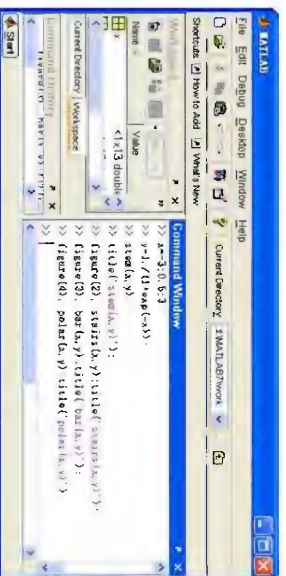 MATLAB
File Edit Debug Desktop Window Help
Current Directory: E:\MATLAB7\work
Shortcuts How to Add What's New
Name Value
x <1x13 double
Current Directory Workspace
Command History
Start
Command Window
>> x=-3:0.5:3
>> y=1./(1+exp(-x));
>> stem(x,y)
>> title('stem(x,y)');
>> figure(2), stairs(x,y);title('stairs(x,y)');
>> figure(3), bar(x,y),title('bar(x,y)');
>> figure(4), polar(x,y),title('polar(x,y)')
>>